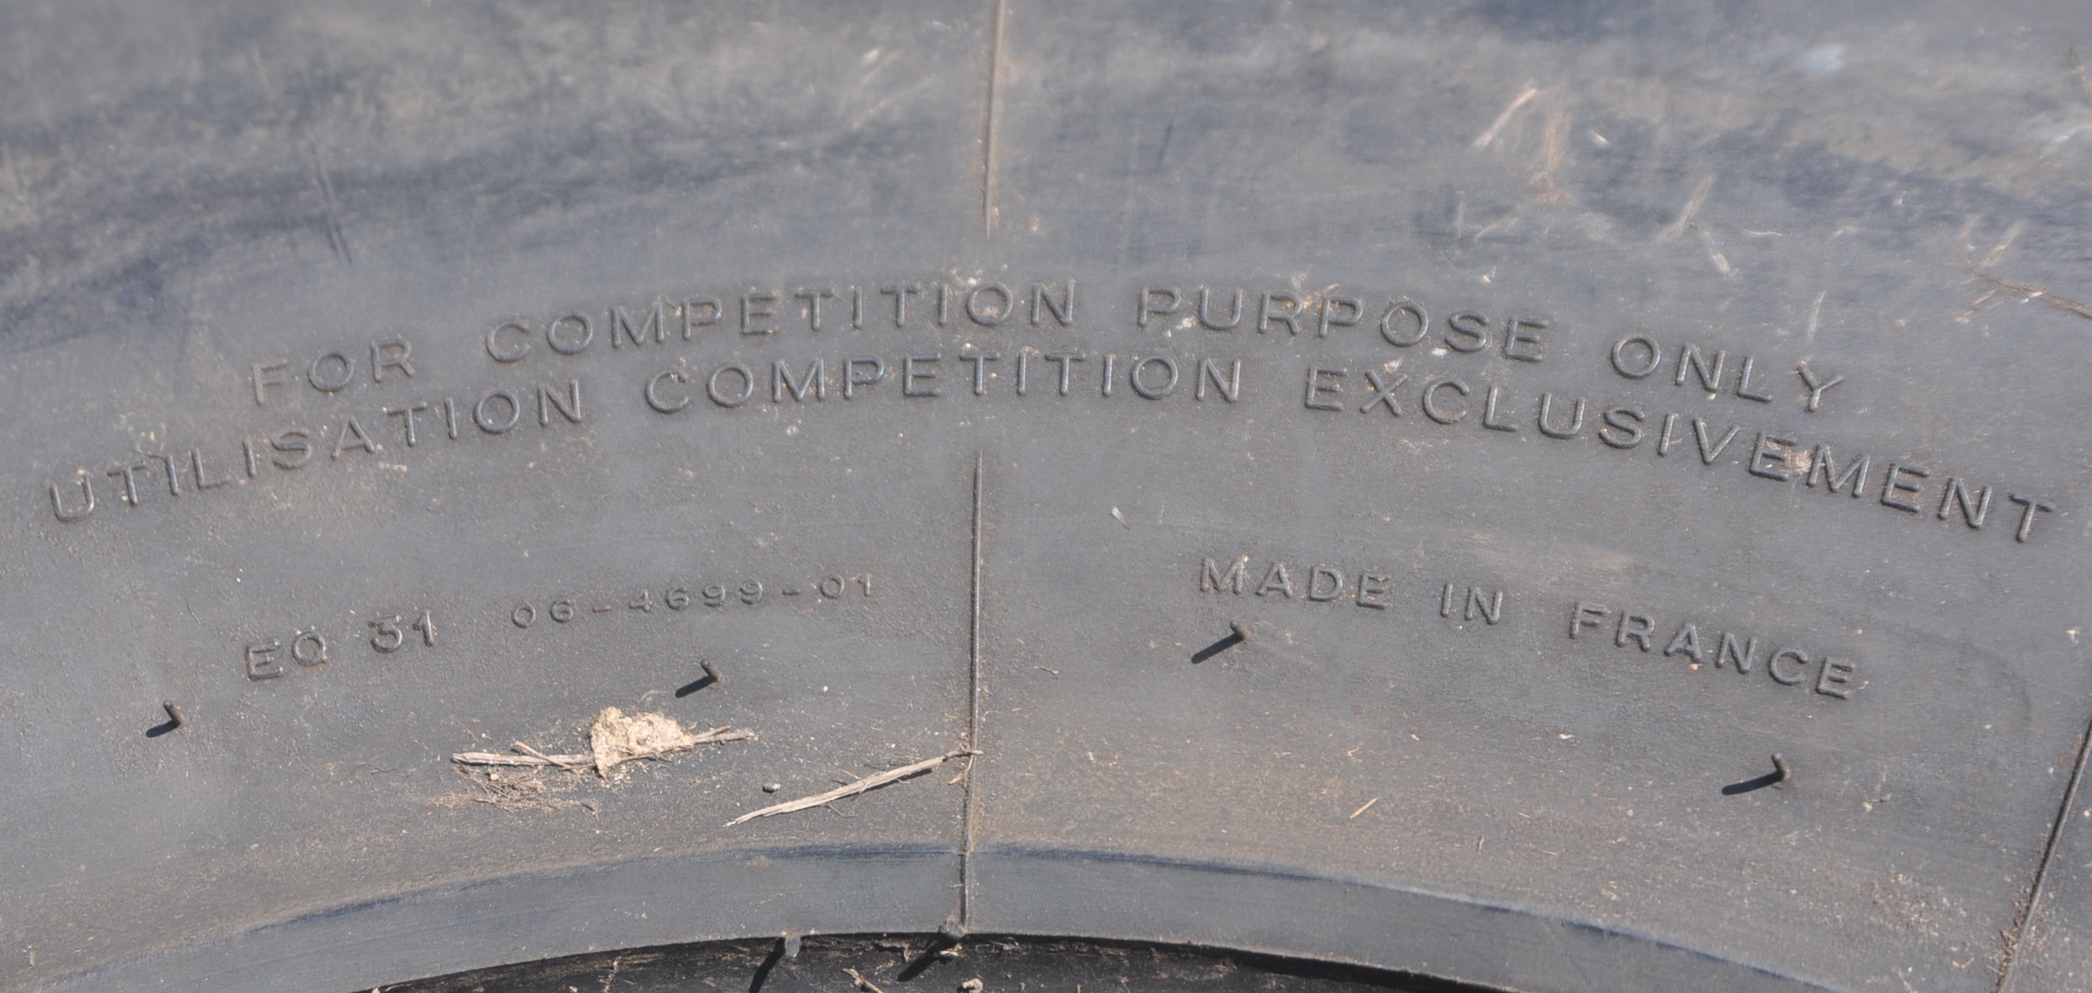 FOR COMPETITION PURPOSE ONLY
UTILISATION COMPETITION EXCLUSIVEMENT
EQ 31 06-4699-01
MADE IN FRANCE